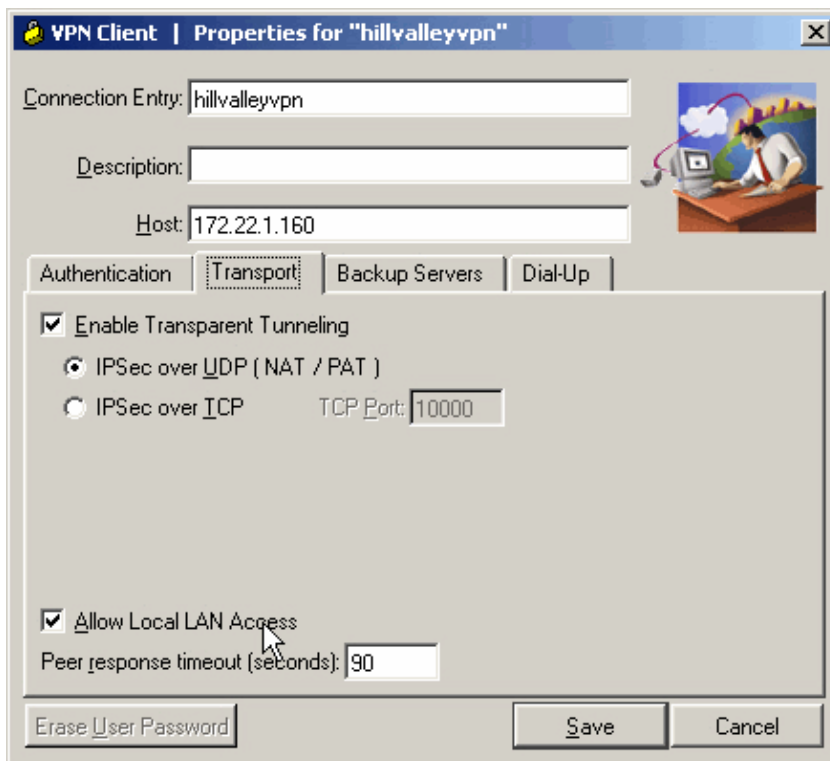 VPN Client | Properties for "hillvalleyvpn"
Connection Entry: hillvalleyvpn
Description:
Host: 172.22.1.160
Authentication Transport Backup Servers Dial-Up
Enable Transparent Tunneling
IPSec over UDP ( NAT / PAT )
IPSec over TCP TCP Port: 10000
Allow Local LAN Access
Peer response timeout (seconds): 90
Erase User Password Save Cancel